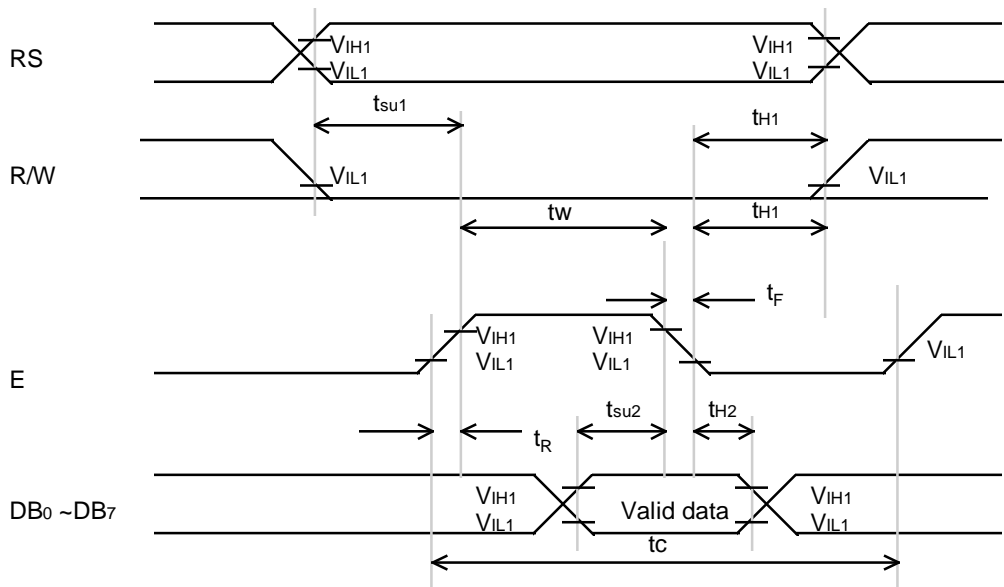 RS
VIH1 VIH1
VIL1 VIL1
tsu1 tH1
R/W VIL1 VIL1
tw tH1
tF
VIH1 VIH1
VIL1 VIL1 VIL1
E
tsu2 tH2
tR
VIH1 VIH1
DB0 ~DB7 VIL1 Valid data VIL1
tc